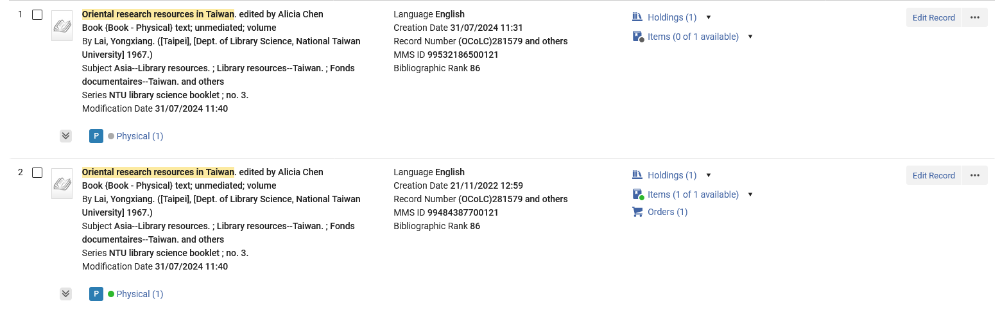 1
Oriental research resources in Taiwan. edited by Alicia Chen
Book {Book - Physical} text; unmediated; volume
By Lai, Yongxiang. ([Taipei], [Dept. of Library Science, National Taiwan
University] 1967.)
Subject Asia--Library resources. ; Library resources--Taiwan. ; Fonds
documentaires--Taiwan. and others
Series NTU library science booklet ; no. 3.
Modification Date 31/07/2024 11:40
Language English
Creation Date 31/07/2024 11:31
Record Number (OCoLC)281579 and others
MMS ID 99532186500121
Bibliographic Rank 86
Holdings (1)
Items (0 of 1 available)
Edit Record
P Physical (1)
2
Oriental research resources in Taiwan. edited by Alicia Chen
Book {Book - Physical} text; unmediated; volume
By Lai, Yongxiang. ([Taipei], [Dept. of Library Science, National Taiwan
University] 1967.)
Subject Asia--Library resources. ; Library resources--Taiwan. ; Fonds
documentaires--Taiwan. and others
Series NTU library science booklet ; no. 3.
Modification Date 31/07/2024 11:40
Language English
Creation Date 21/11/2022 12:59
Record Number (OCoLC)281579 and others
MMS ID 99484387700121
Bibliographic Rank 86
Holdings (1)
Items (1 of 1 available)
Orders (1)
Edit Record
P Physical (1)